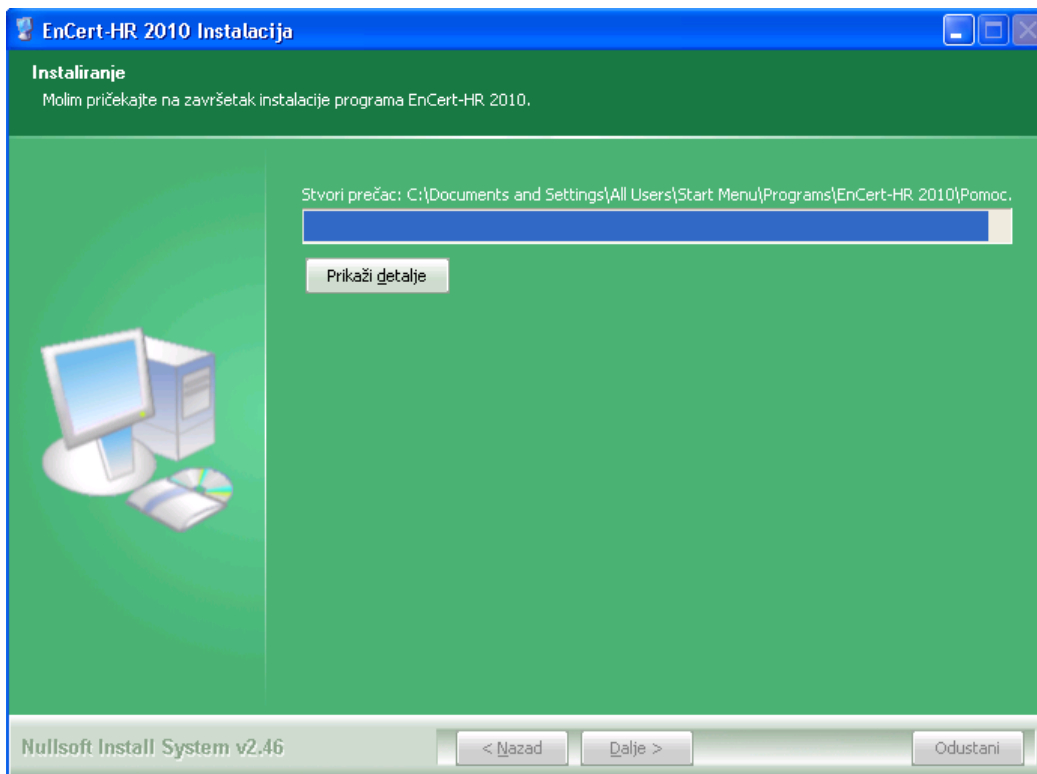 EnCert-HR 2010 Instalacija
Instaliranje
Molim pričekajte na završetak instalacije programa EnCert-HR 2010.
Stvori prečac: C:\Documents and Settings\All Users\Start Menu\Programs\EnCert-HR 2010\Pomoc.
Prikaži detalje
Nullsoft Install System v2.46
< Nazad
Dalje >
Odustani